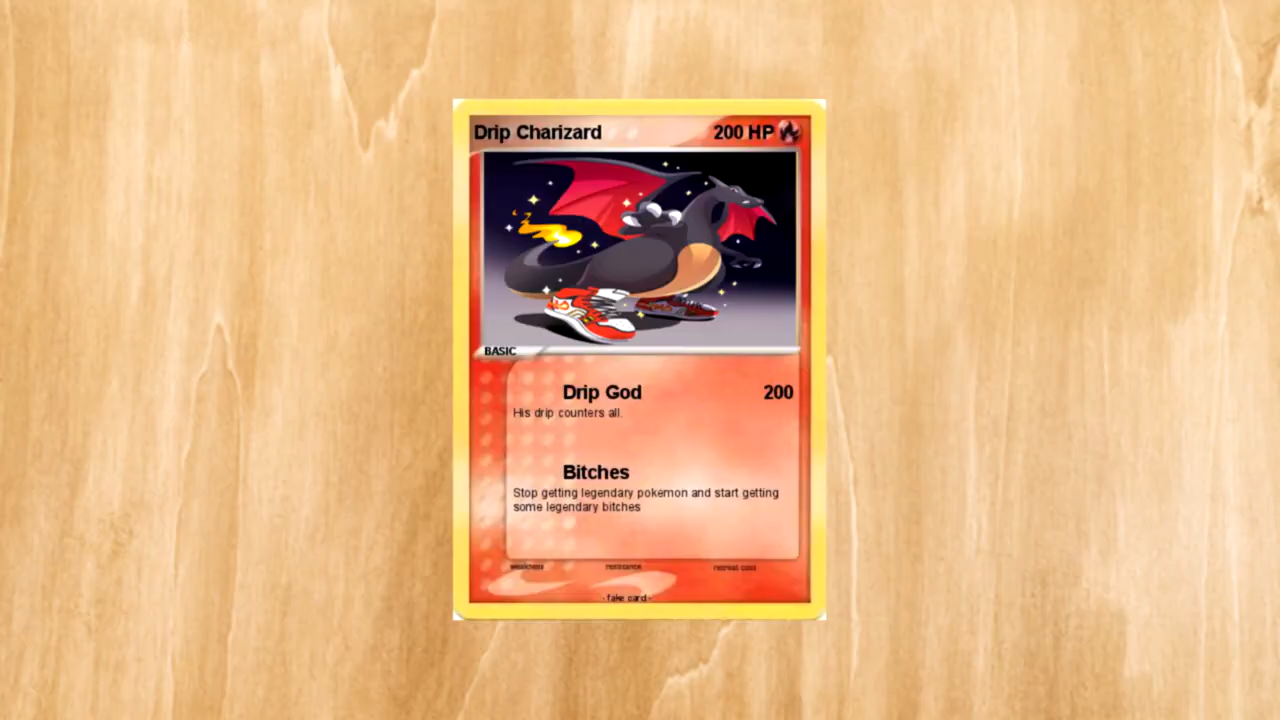 Drip Charizard 200 HP
BASIC
Drip God 200
His drip counters all.
Bitches
Stop getting legendary pokemon and start getting
some legendary bitches
weakness resistance retreat cost
- fake card -